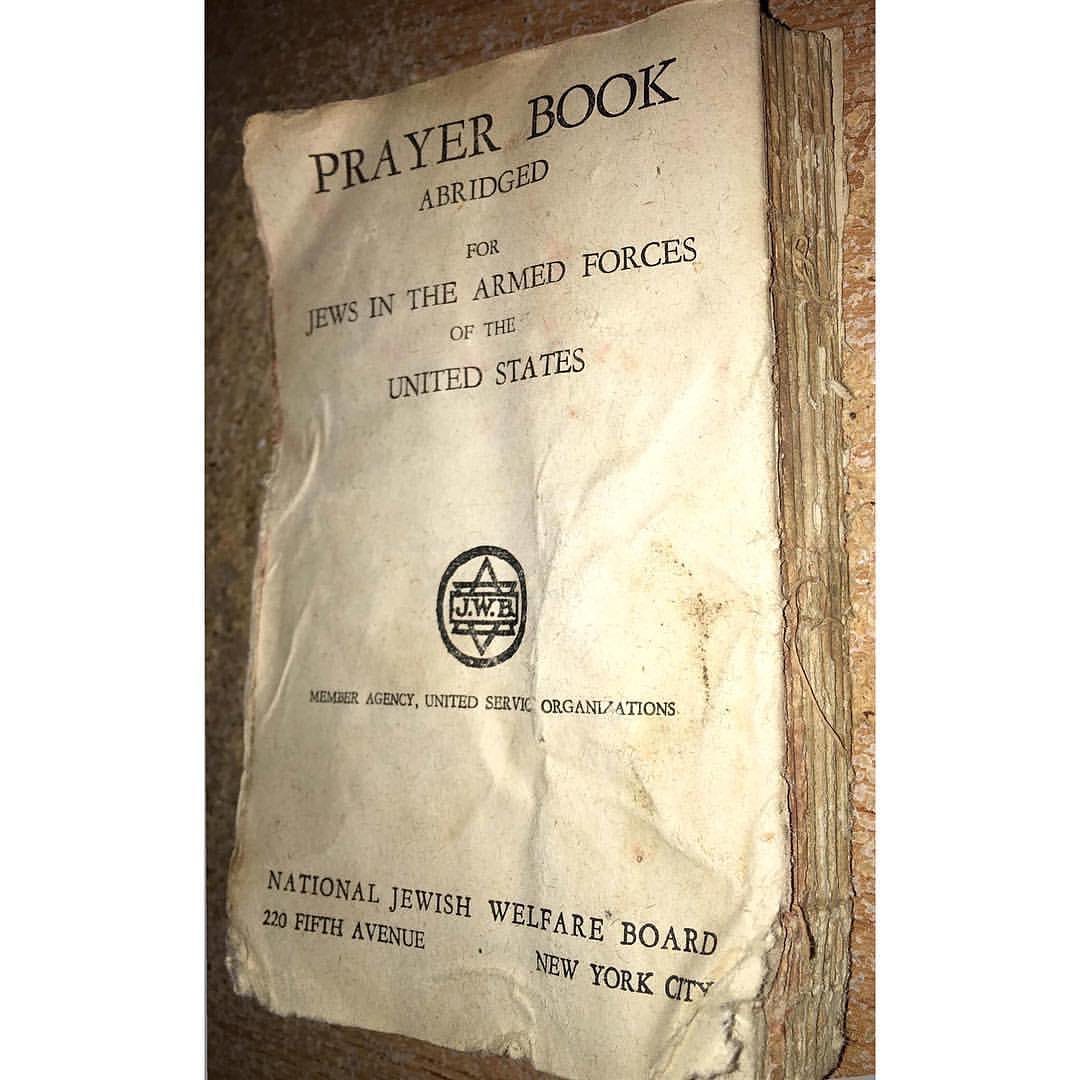 PRAYER BOOK
ABRIDGED
FOR
JEWS IN THE ARMED FORCES
OF THE
UNITED STATES
J.W.B.
MEMBER AGENCY, UNITED SERVIC ORGANIZATIONS
NATIONAL JEWISH WELFARE BOARD
220 FIFTH AVENUE
NEW YORK CITY